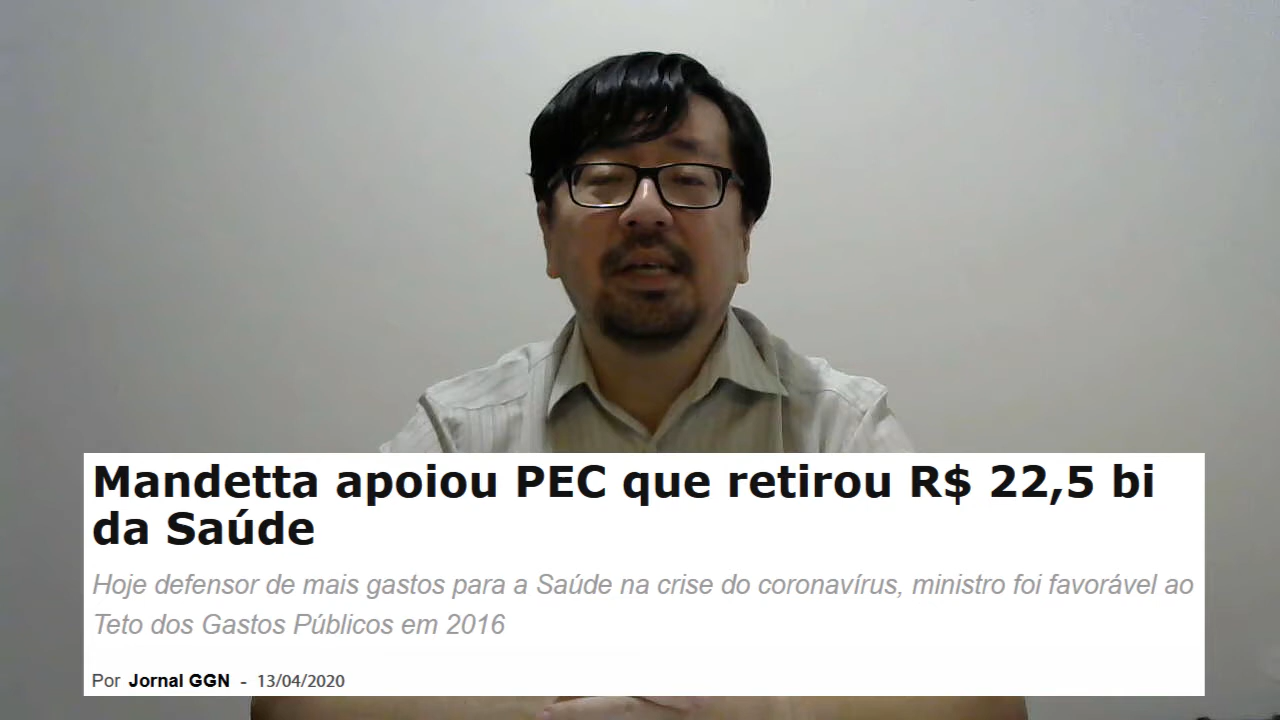 Mandetta apoiou PEC que retirou R$ 22,5 bi
da Saúde
Hoje defensor de mais gastos para a Saúde na crise do coronavírus, ministro foi favorável ao
Teto dos Gastos Públicos em 2016
Por Jornal GGN - 13/04/2020